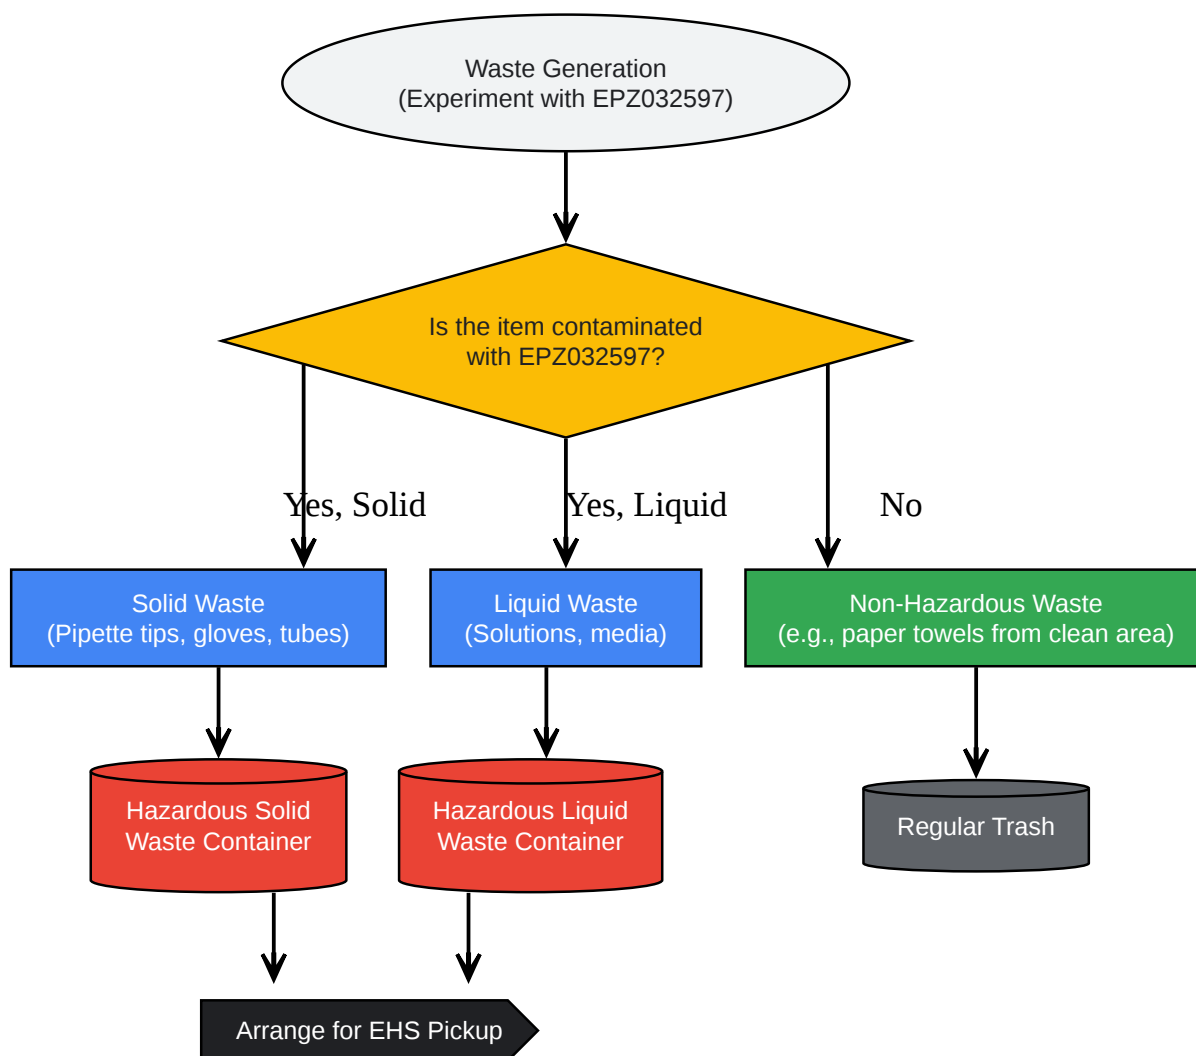 Waste Generation
(Experiment with EPZ032597)
Is the item contaminated
with EPZ032597?
Yes, Solid
Yes, Liquid
No
Solid Waste
(Pipette tips, gloves, tubes)
Liquid Waste
(Solutions, media)
Non-Hazardous Waste
(e.g., paper towels from clean area)
Hazardous Solid
Waste Container
Hazardous Liquid
Waste Container
Regular Trash
Arrange for EHS Pickup